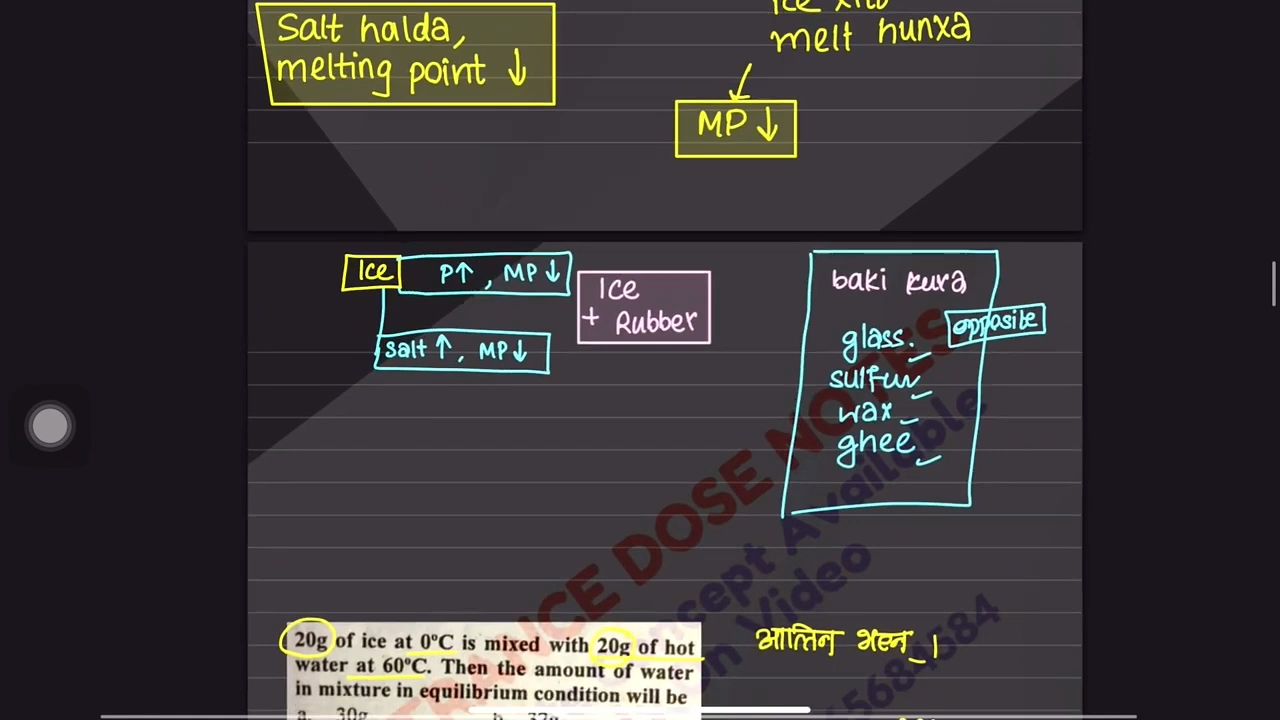 Salt halda,
melting point ↓
melt hunxa
MP ↓
Ice P↑, MP↓
Salt ↑, MP↓
Ice
+ Rubber
baki kura
opposite
glass.
sulfur
wax
ghee
20g of ice at 0°C is mixed with 20g of hot
water at 60°C. Then the amount of water
in mixture in equilibrium condition will be